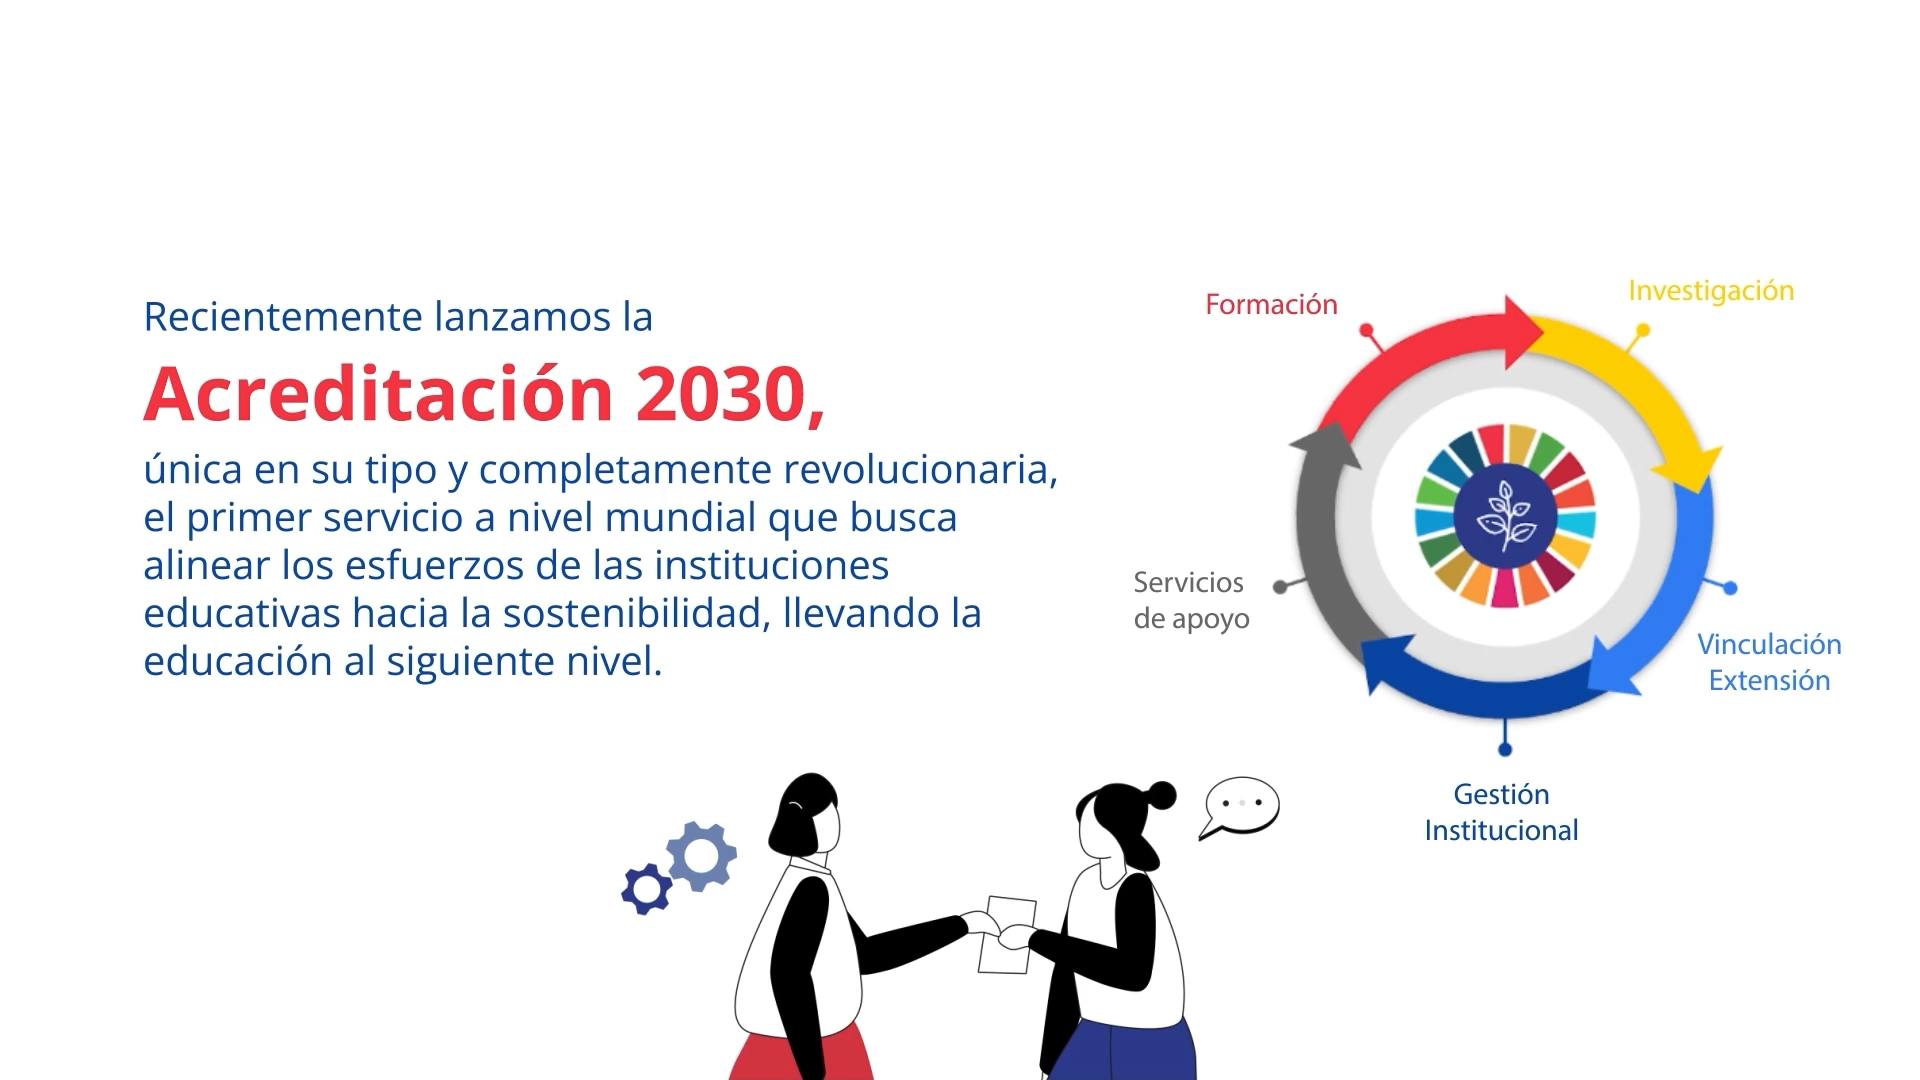 Recientemente lanzamos la
Acreditación 2030,
única en su tipo y completamente revolucionaria,
el primer servicio a nivel mundial que busca
alinear los esfuerzos de las instituciones
educativas hacia la sostenibilidad, llevando la
educación al siguiente nivel.
Formación
Investigación
Servicios
de apoyo
Vinculación
Extensión
Gestión
Institucional